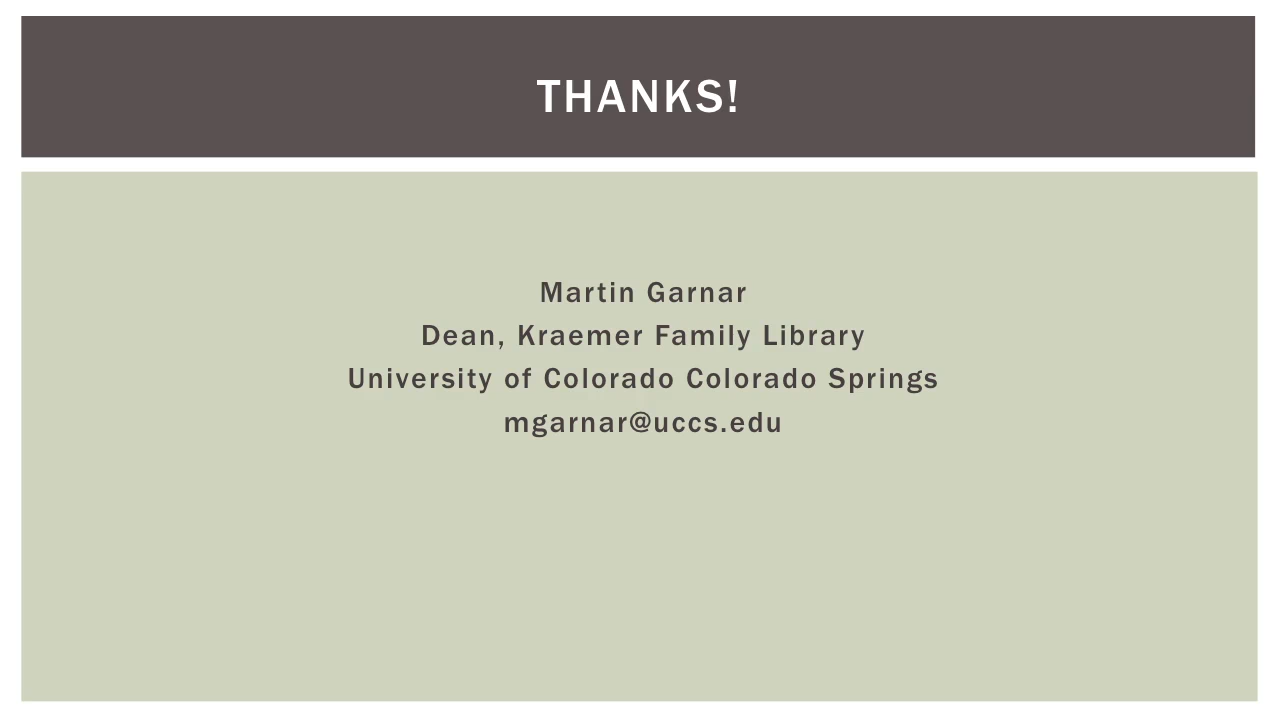 THANKS!
Martin Garnar
Dean, Kraemer Family Library
University of Colorado Colorado Springs
mgarnar@uccs.edu